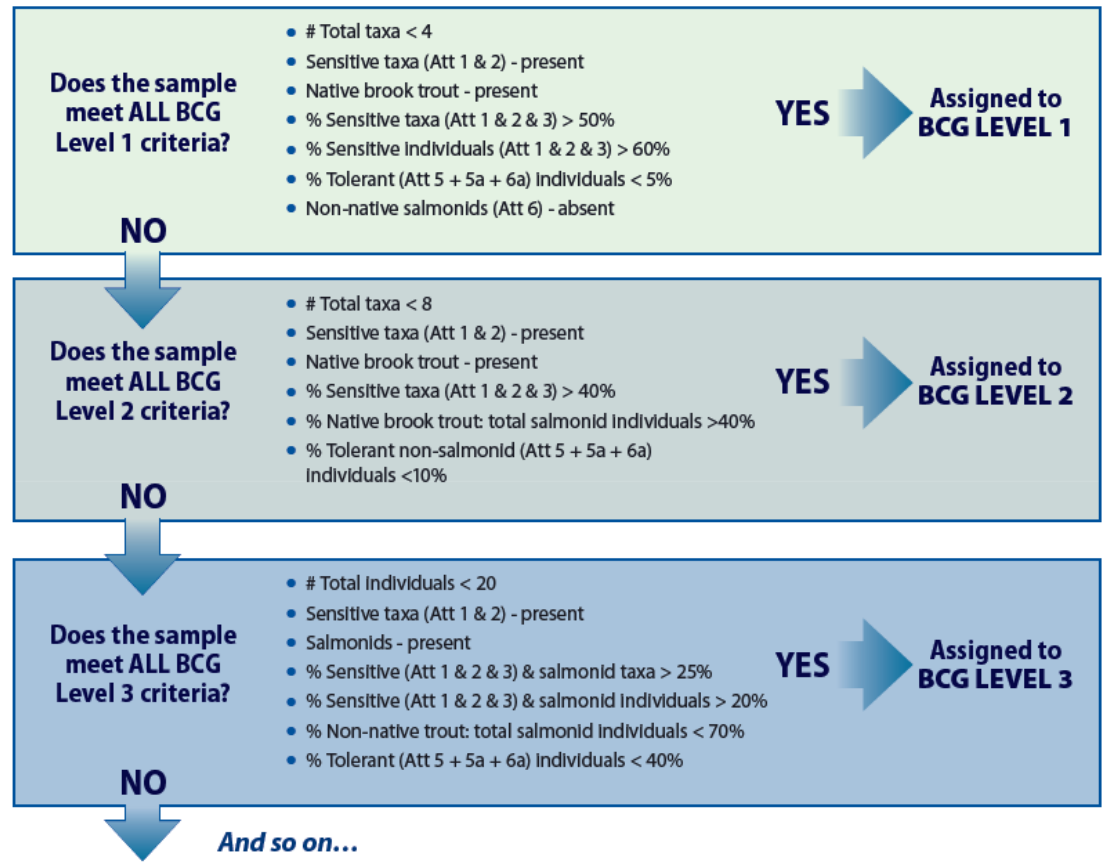 Does the sample
meet ALL BCG
Level 1 criteria?
• # Total taxa < 4
• Sensitive taxa (Att 1 & 2) - present
• Native brook trout - present
• % Sensitive taxa (Att 1 & 2 & 3) > 50%
• % Sensitive individuals (Att 1 & 2 & 3) > 60%
• % Tolerant (Att 5 + 5a + 6a) individuals < 5%
• Non-native salmonids (Att 6) - absent
YES
Assigned to
BCG LEVEL 1
NO
Does the sample
meet ALL BCG
Level 2 criteria?
• # Total taxa < 8
• Sensitive taxa (Att 1 & 2) - present
• Native brook trout - present
• % Sensitive taxa (Att 1 & 2 & 3) > 40%
• % Native brook trout: total salmonid individuals >40%
• % Tolerant non-salmonid (Att 5 + 5a + 6a)
individuals <10%
YES
Assigned to
BCG LEVEL 2
NO
Does the sample
meet ALL BCG
Level 3 criteria?
• # Total individuals < 20
• Sensitive taxa (Att 1 & 2) - present
• Salmonids - present
• % Sensitive (Att 1 & 2 & 3) & salmonid taxa > 25%
• % Sensitive (Att 1 & 2 & 3) & salmonid individuals > 20%
• % Non-native trout: total salmonid individuals < 70%
• % Tolerant (Att 5 + 5a + 6a) individuals < 40%
YES
Assigned to
BCG LEVEL 3
NO
And so on...